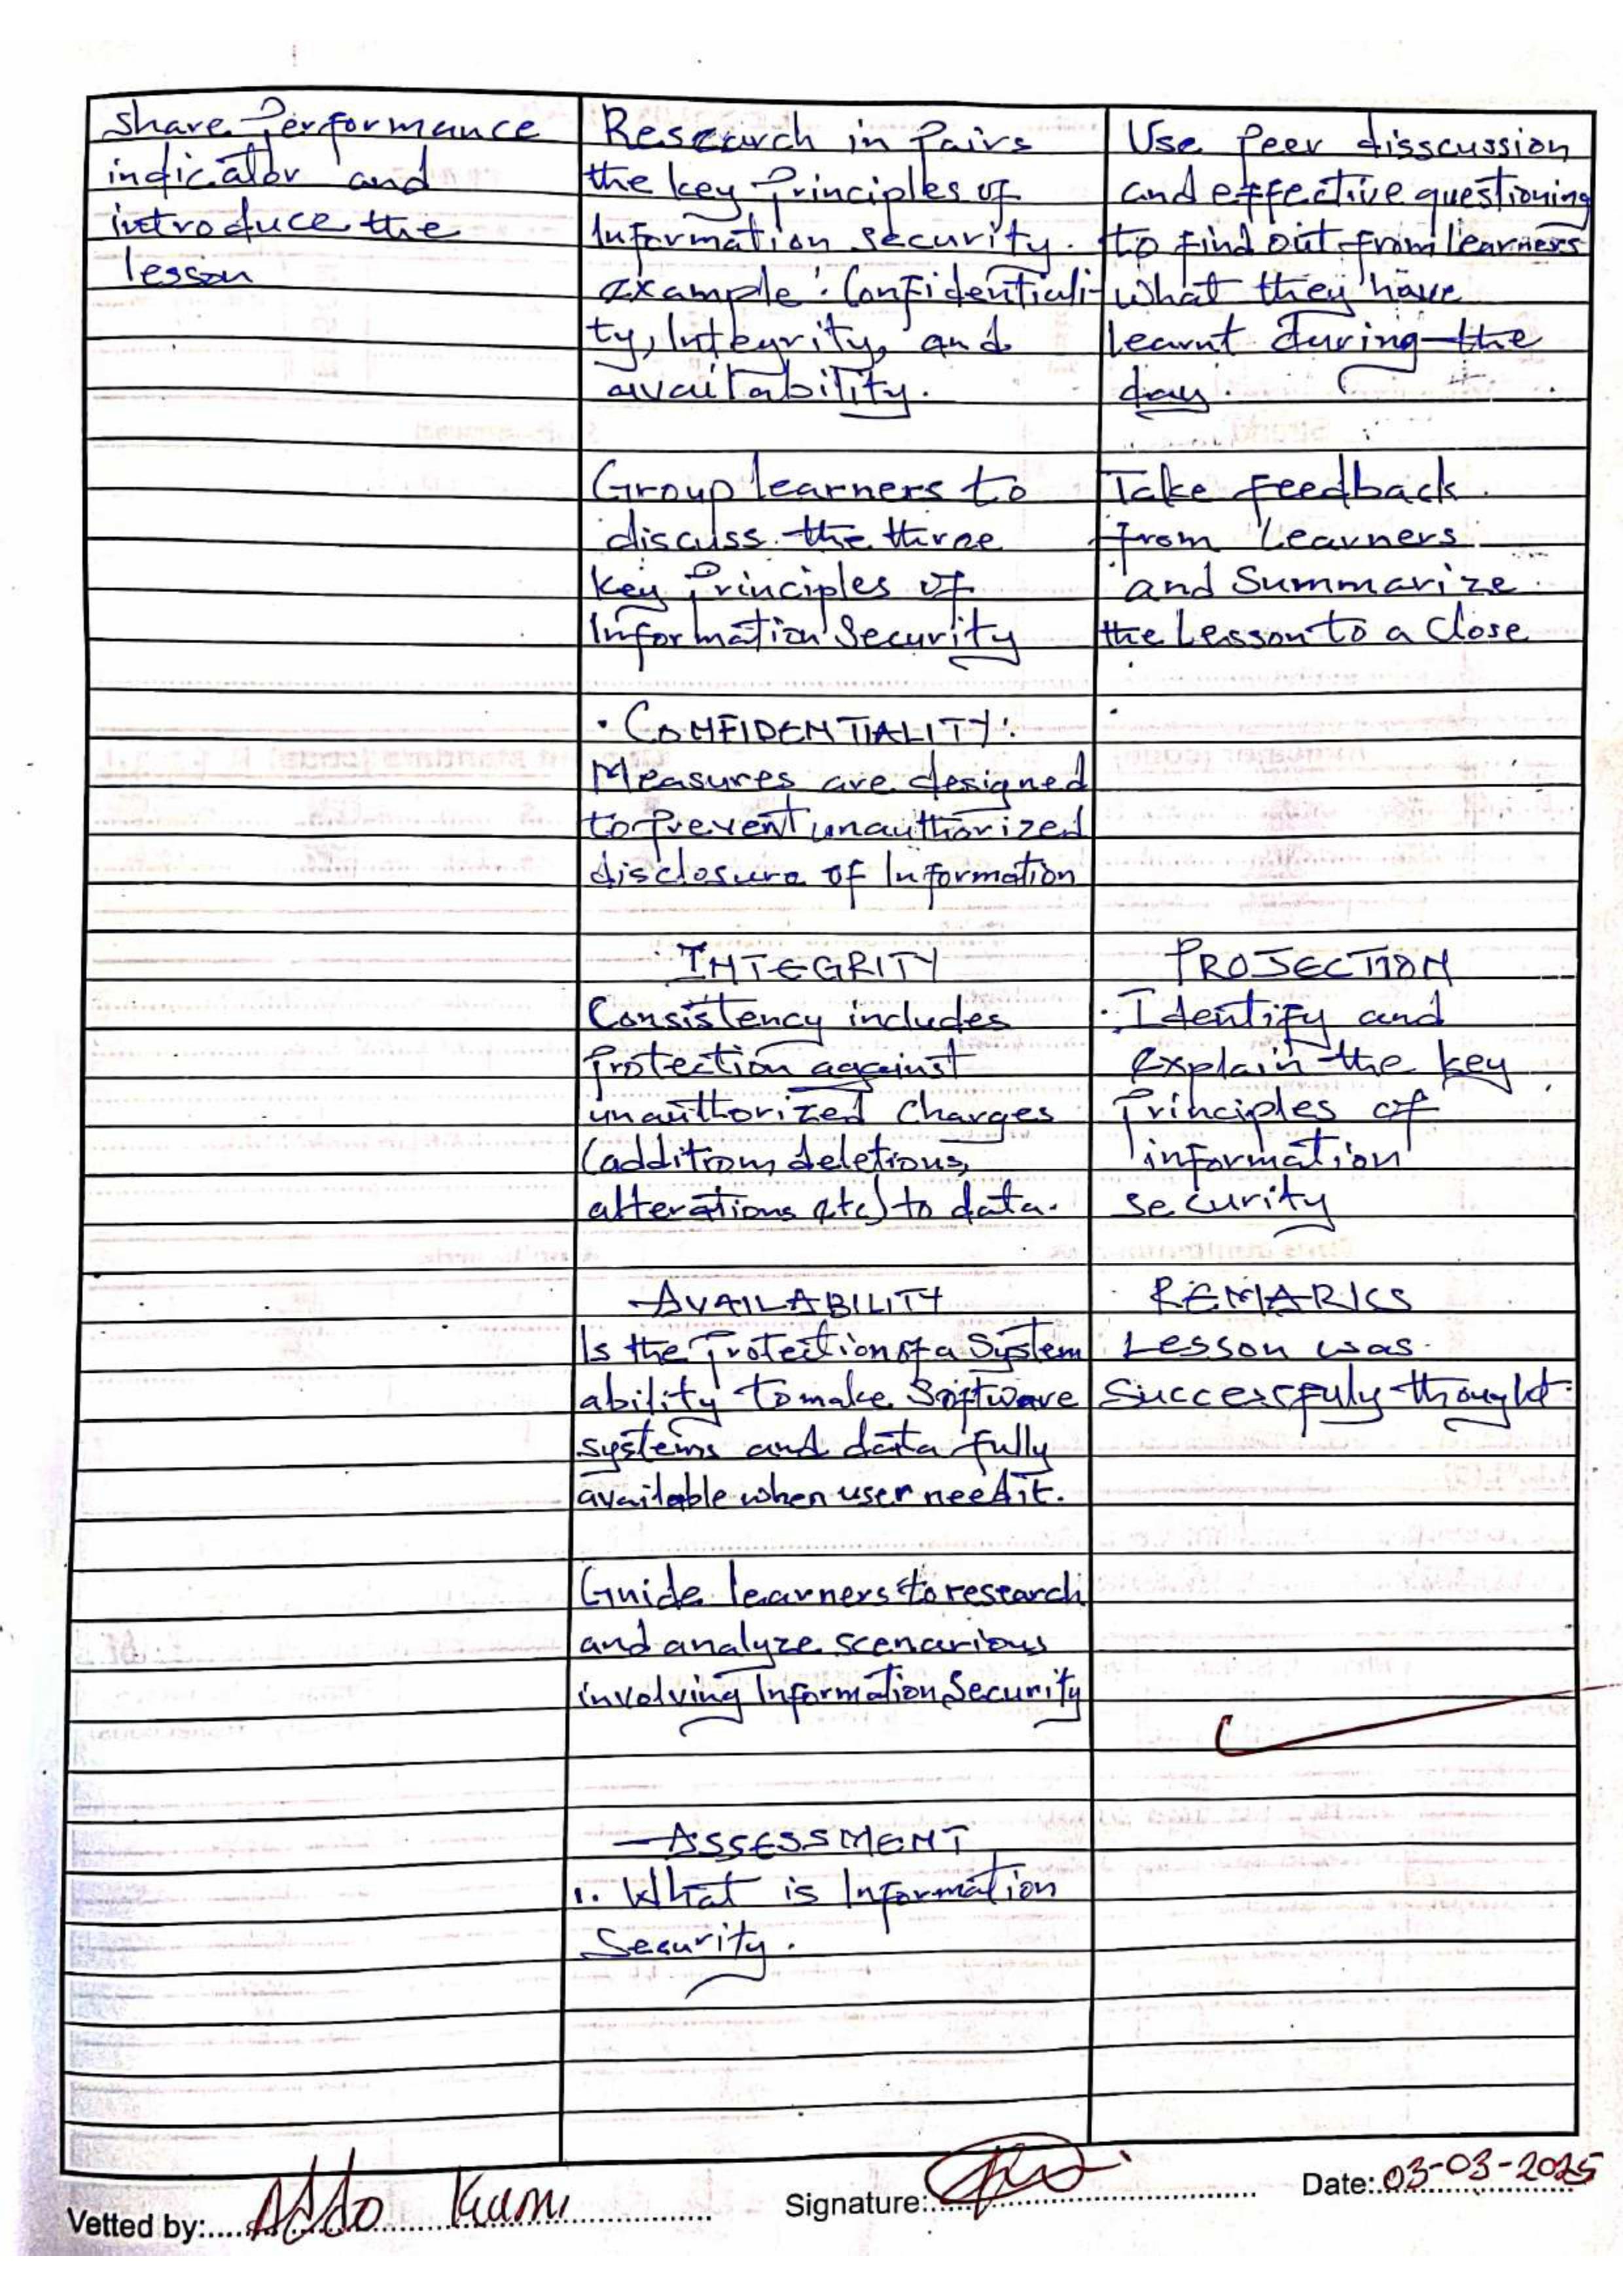 Share Performance
indicator and
introduce the
lesson
Research in Pairs
the key Principles of
Information security.
example: Confidentiali-
ty, Integrity, and
availability.
Group learners to
discuss the three
key Principles of
Information Security
• CONFIDENTIALITY:
Measures are designed
to Prevent unauthorized
disclosure of Information
INTEGRITY
Consistency includes
Protection against
unauthorized Charges
(additions, deletions,
alterations etc) to data.
AVAILABILITY
Is the Protection of a System
ability to make Software
systems and data fully
available when user need it.
Guide learners to research
and analyze scenarious
involving Information Security
ASSESSMENT
1. What is Information
Security.
Use Peer disscussion
and effective questioning
to find out from learners
what they have
learnt during the
day.
Take feedback
from Learners
and Summarize
the Lesson to a Close
PROJECTION
• Identify and
explain the key
Principles of
information
security
REMARKS
Lesson was
Successfuly thought
Vetted by: Addo
Signature:
Date: 03-03-2025